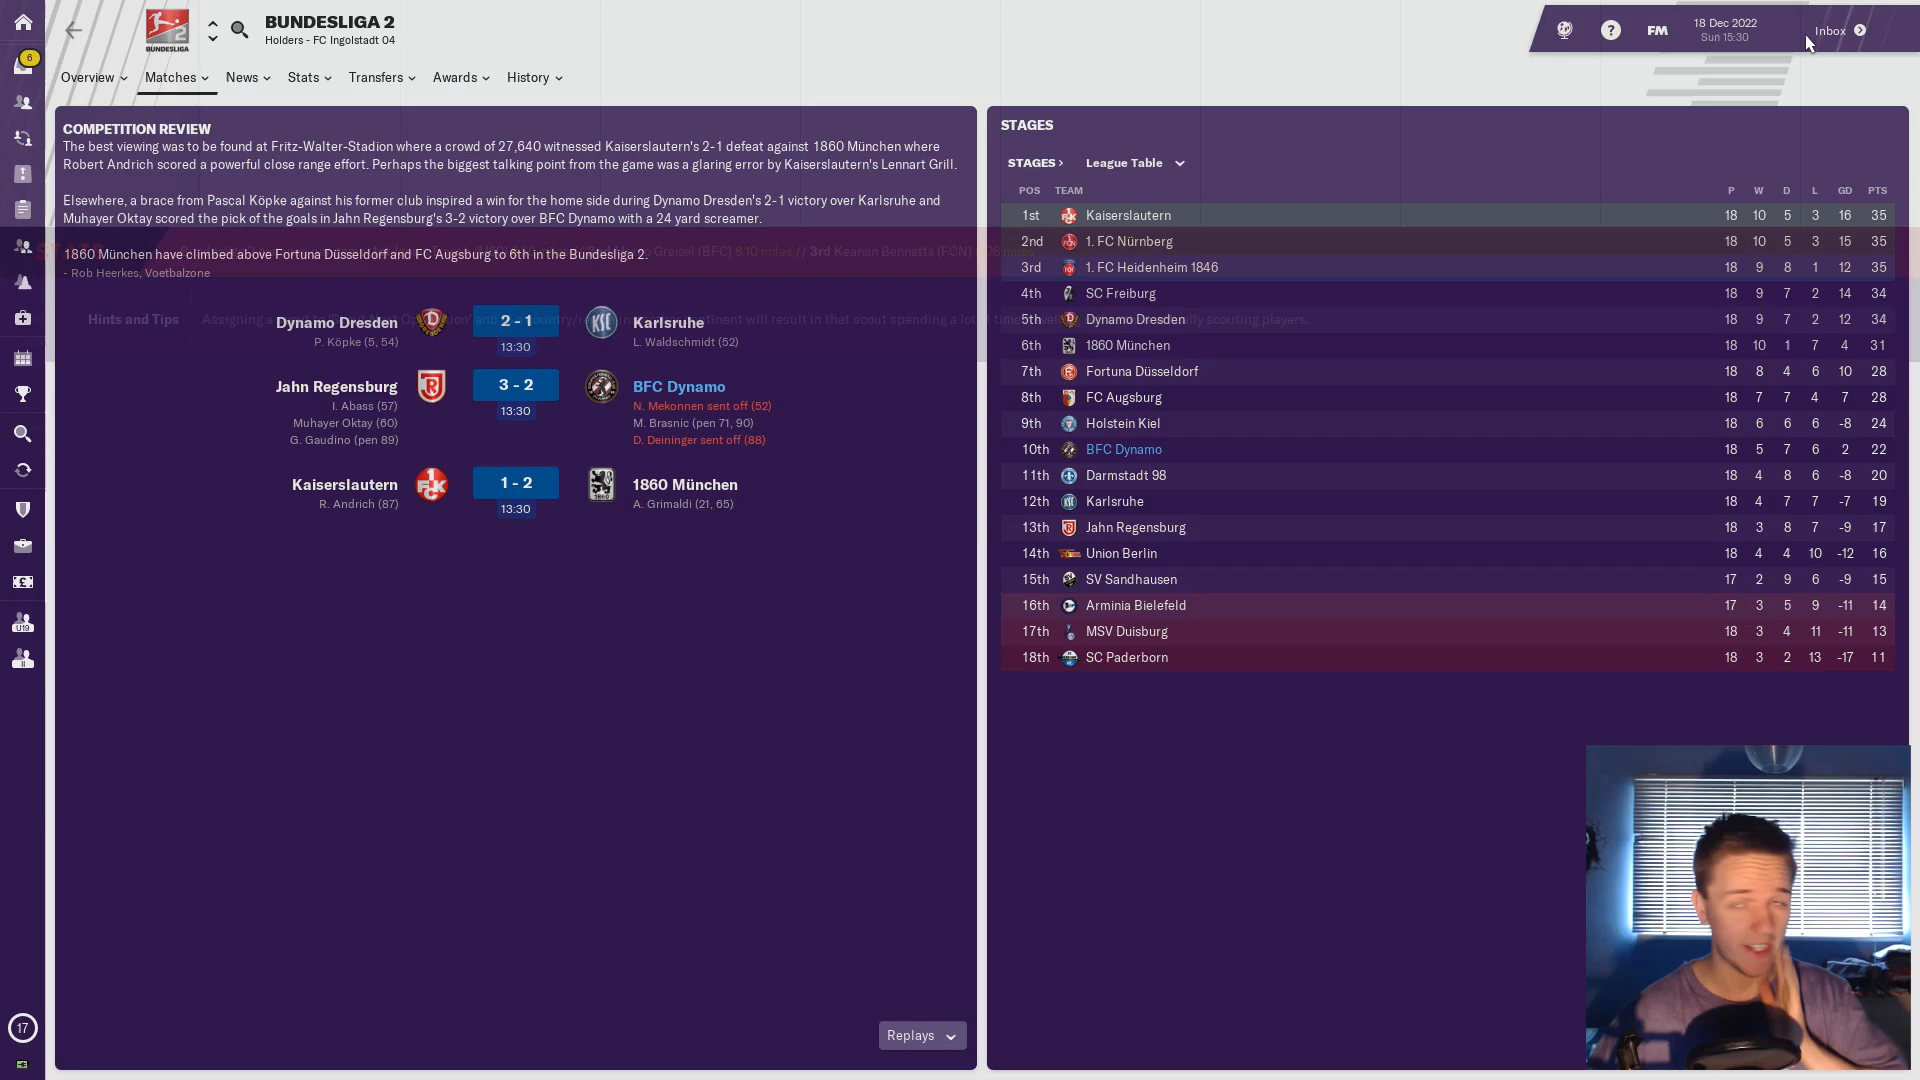 BUNDESLIGA 2
Holders - FC Ingolstadt 04
BUNDESLIGA
6
FM
18 Dec 2022
Sun 15:30
Inbox
Overview
Matches
News
Stats
Transfers
Awards
History
COMPETITION REVIEW
The best viewing was to be found at Fritz-Walter-Stadion where a crowd of 27,640 witnessed Kaiserslautern's 2-1 defeat against 1860 München where
Robert Andrich scored a powerful close range effort. Perhaps the biggest talking point from the game was a glaring error by Kaiserslautern's Lennart Grill.
Elsewhere, a brace from Pascal Köpke against his former club inspired a win for the home side during Dynamo Dresden's 2-1 victory over Karlsruhe and
Muhayer Oktay scored the pick of the goals in Jahn Regensburg's 3-2 victory over BFC Dynamo with a 24 yard screamer.
1860 München have climbed above Fortuna Düsseldorf and FC Augsburg to 6th in the Bundesliga 2.
- Rob Heerkes, Voetbalzone
Greisel (BFC) 8.10 miles // 3rd Keanan Bennetts (FCN)
Hints and Tips
Dynamo Dresden 2 - 1 Karlsruhe
P. Köpke (5, 54) 13:30 L. Waldschmidt (52)
Jahn Regensburg 3 - 2 BFC Dynamo
I. Abass (57) 13:30 N. Mekonnen sent off (52)
Muhayer Oktay (60) M. Brasnic (pen 71, 90)
G. Gaudino (pen 89) D. Deininger sent off (88)
Kaiserslautern 1 - 2 1860 München
R. Andrich (87) 13:30 A. Grimaldi (21, 65)
Replays
STAGES
STAGES > League Table
POS TEAM P W D L GD PTS
1st Kaiserslautern 18 10 5 3 16 35
2nd 1. FC Nürnberg 18 10 5 3 15 35
3rd 1. FC Heidenheim 1846 18 9 8 1 12 35
4th SC Freiburg 18 9 7 2 14 34
5th Dynamo Dresden 18 9 7 2 12 34
6th 1860 München 18 10 1 7 4 31
7th Fortuna Düsseldorf 18 8 4 6 10 28
8th FC Augsburg 18 7 7 4 7 28
9th Holstein Kiel 18 6 6 6 -8 24
10th BFC Dynamo 18 5 7 6 2 22
11th Darmstadt 98 18 4 8 6 -8 20
12th Karlsruhe 18 4 7 7 -7 19
13th Jahn Regensburg 18 3 8 7 -9 17
14th Union Berlin 18 4 4 10 -12 16
15th SV Sandhausen 17 2 9 6 -9 15
16th Arminia Bielefeld 17 3 5 9 -11 14
17th MSV Duisburg 18 3 4 11 -11 13
18th SC Paderborn 18 3 2 13 -17 11
U19
II
17